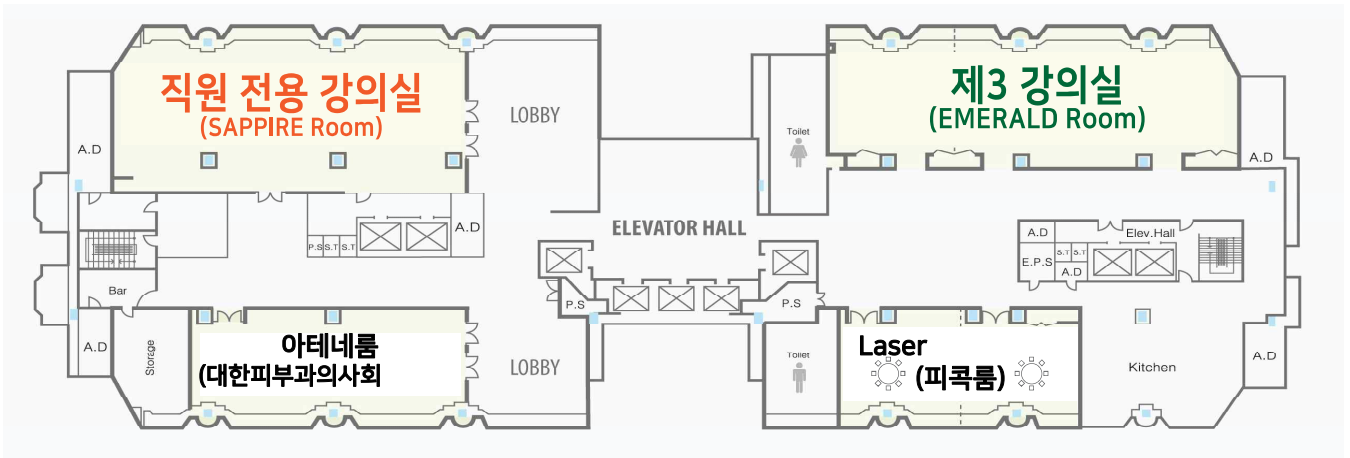 직원 전용 강의실
(SAPPIRE Room)
LOBBY
A.D
P.S S.T S.T
A.D
Bar
A.D
Storage
아테네룸
(대한피부과의사회
LOBBY
ELEVATOR HALL
P.S
P.S
Toilet
제3 강의실
(EMERALD Room)
A.D
A.D
Elev.Hall
E.P.S
S.T S.T
A.D
Toilet
Laser
(피콕룸)
Kitchen
A.D